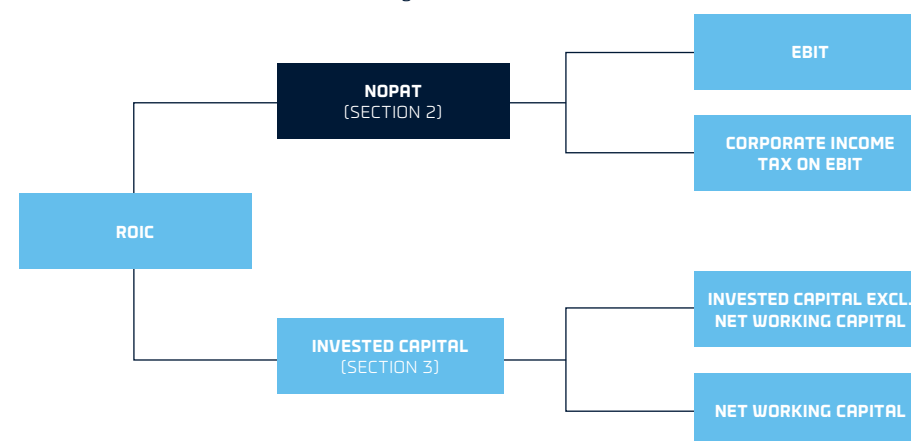 EBIT
NOPAT
(SECTION 2)
CORPORATE INCOME
TAX ON EBIT
ROIC
INVESTED CAPITAL EXCL.
NET WORKING CAPITAL
INVESTED CAPITAL
(SECTION 3)
NET WORKING CAPITAL